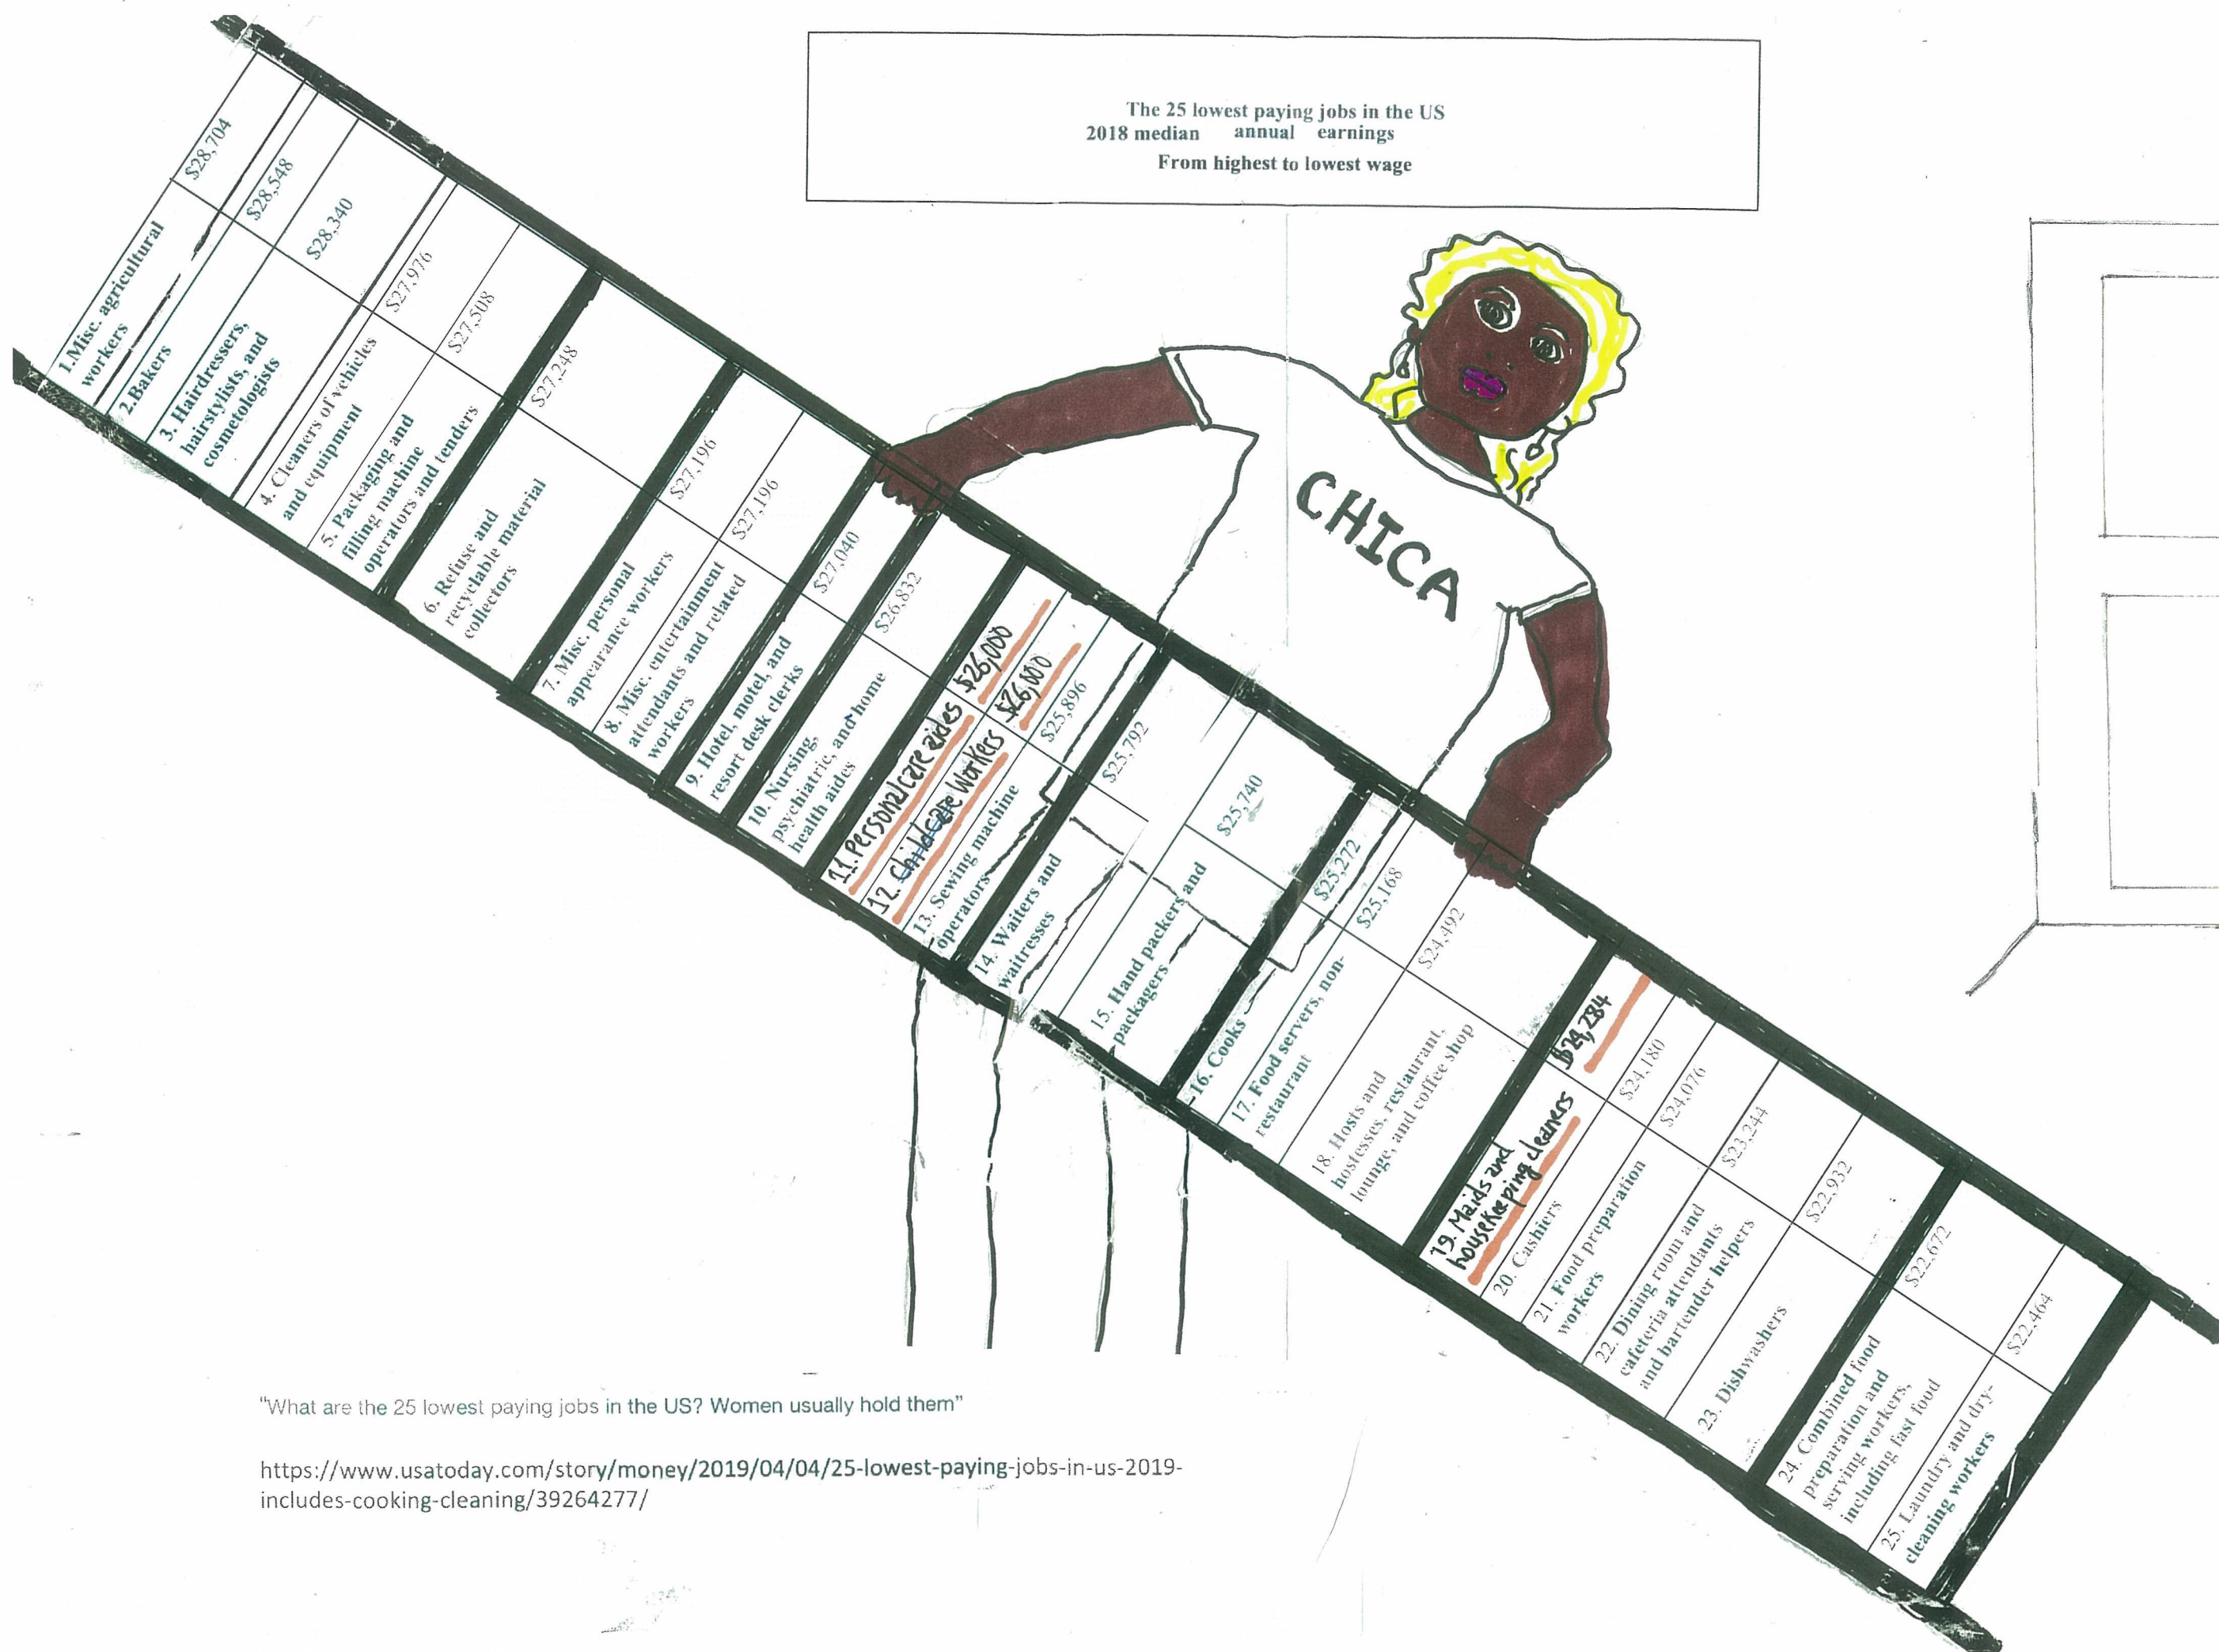 The 25 lowest paying jobs in the US
2018 median annual earnings
From highest to lowest wage
CHICA
1.Misc. agricultural
workers
$28,704
2.Bakers
$28,548
3. Hairdressers,
hairstylists, and
cosmetologists
$28,340
4. Cleaners of vehicles
and equipment
$27,976
5. Packaging and
filling machine
operators and tenders
$27,508
6. Refuse and
recyclable material
collectors
$27,248
7. Misc. personal
appearance workers
$27,196
8. Misc. entertainment
attendants and related
workers
$27,196
9. Hotel, motel, and
resort desk clerks
$27,040
10. Nursing,
psychiatric, and home
health aides
$26,832
11. Personal care aides $26,000
12. Childcare Workers $26,000
13. Sewing machine
operators
$25,896
14. Waiters and
waitresses
$25,792
15. Hand packers and
packagers
$25,740
16. Cooks
$25,272
17. Food servers, non-
restaurant
$25,168
18. Hosts and
hostesses, restaurant,
lounge, and coffee shop
$24,492
19. Maids and
housekeeping cleaners
$24,284
20. Cashiers
$24,180
21. Food preparation
workers
$24,076
22. Dining room and
cafeteria attendants
and bartender helpers
$23,244
23. Dishwashers
$22,932
24. Combined food
preparation and
serving workers,
including fast food
$22,672
25. Laundry and dry-
cleaning workers
$22,464
"What are the 25 lowest paying jobs in the US? Women usually hold them"
https://www.usatoday.com/story/money/2019/04/04/25-lowest-paying-jobs-in-us-2019-
includes-cooking-cleaning/39264277/